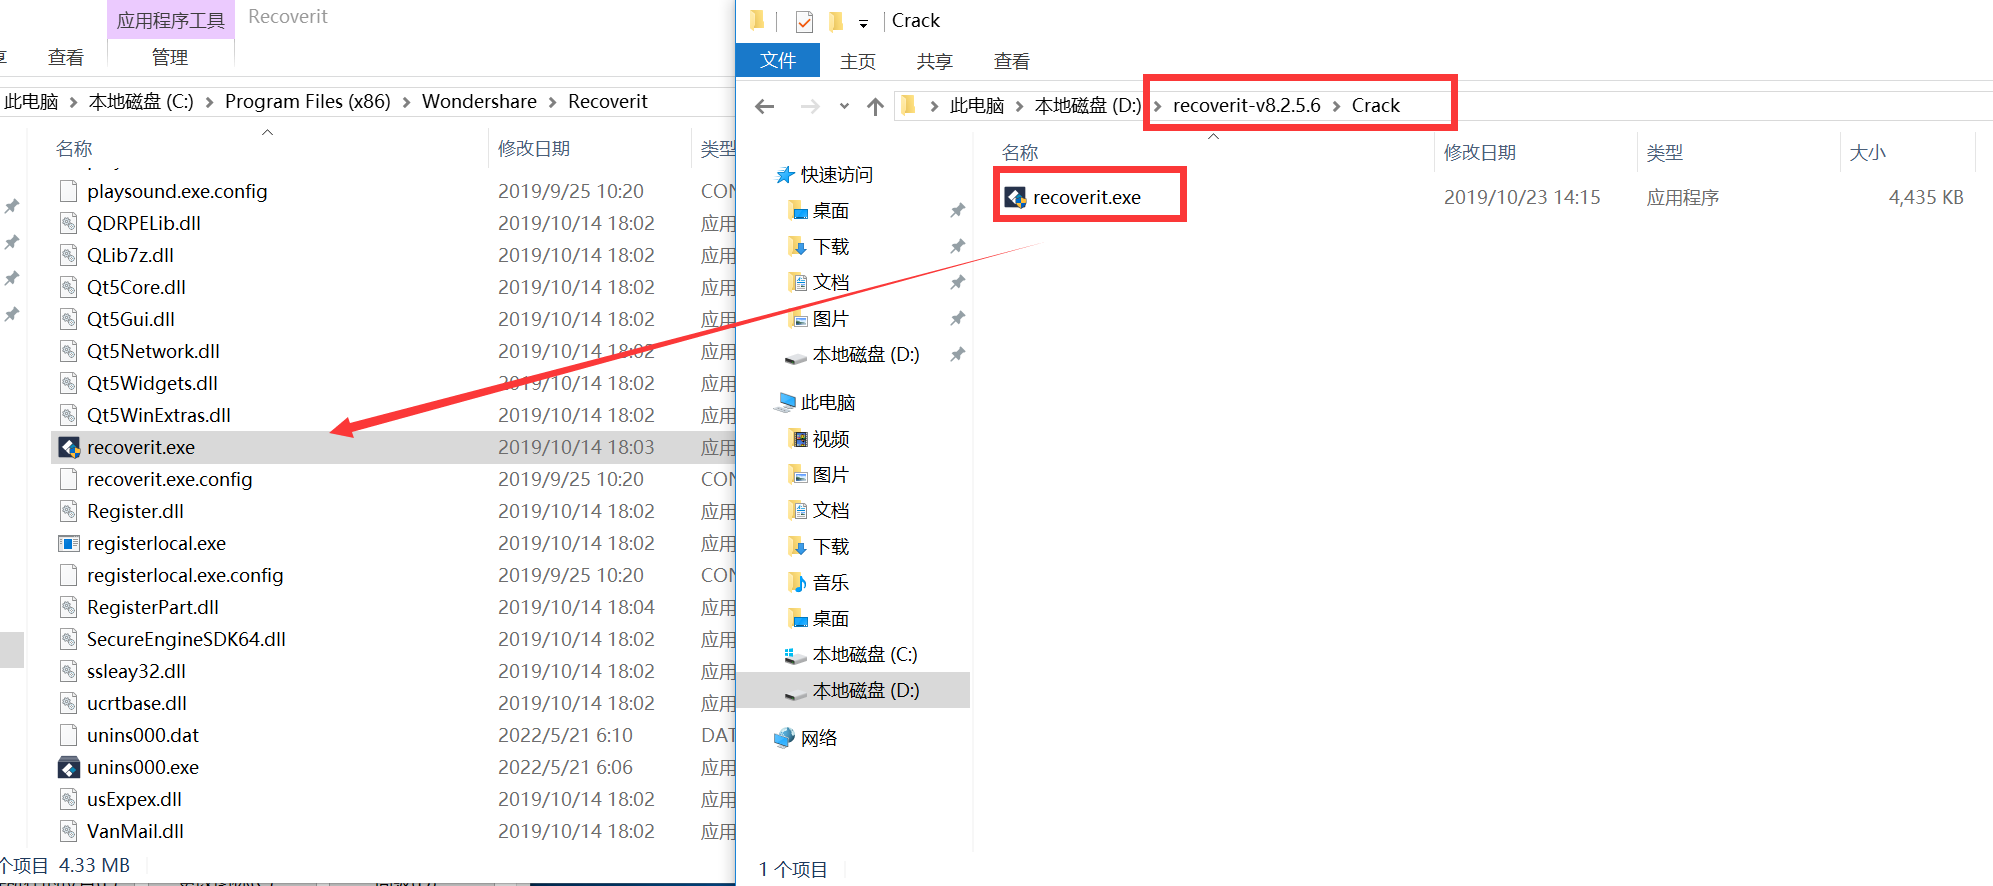 应用程序工具 Recoverit
查看 管理
此电脑 本地磁盘 (C:) Program Files (x86) Wondershare Recoverit
名称 修改日期 类型
playsound.exe.config 2019/9/25 10:20 CON
QDRPELib.dll 2019/10/14 18:02 应用
QLib7z.dll 2019/10/14 18:02 应用
Qt5Core.dll 2019/10/14 18:02 应用
Qt5Gui.dll 2019/10/14 18:02 应用
Qt5Network.dll 2019/10/14 18:02 应用
Qt5Widgets.dll 2019/10/14 18:02 应用
Qt5WinExtras.dll 2019/10/14 18:02 应用
recoverit.exe 2019/10/14 18:03 应用
recoverit.exe.config 2019/9/25 10:20 CON
Register.dll 2019/10/14 18:02 应用
registerlocal.exe 2019/10/14 18:02 应用
registerlocal.exe.config 2019/9/25 10:20 CON
RegisterPart.dll 2019/10/14 18:04 应用
SecureEngineSDK64.dll 2019/10/14 18:02 应用
ssleay32.dll 2019/10/14 18:02 应用
ucrtbase.dll 2019/10/14 18:02 应用
unins000.dat 2022/5/21 6:10 DAT
unins000.exe 2022/5/21 6:06 应用
usExpex.dll 2019/10/14 18:02 应用
VanMail.dll 2019/10/14 18:02 应用
个项目 4.33 MB
Crack
文件 主页 共享 查看
此电脑 本地磁盘 (D:) recoverit-v8.2.5.6 Crack
名称 修改日期 类型 大小
recoverit.exe 2019/10/23 14:15 应用程序 4,435 KB
快速访问
桌面
下载
文档
图片
本地磁盘 (D:)
此电脑
视频
图片
文档
下载
音乐
桌面
本地磁盘 (C:)
本地磁盘 (D:)
网络
1 个项目